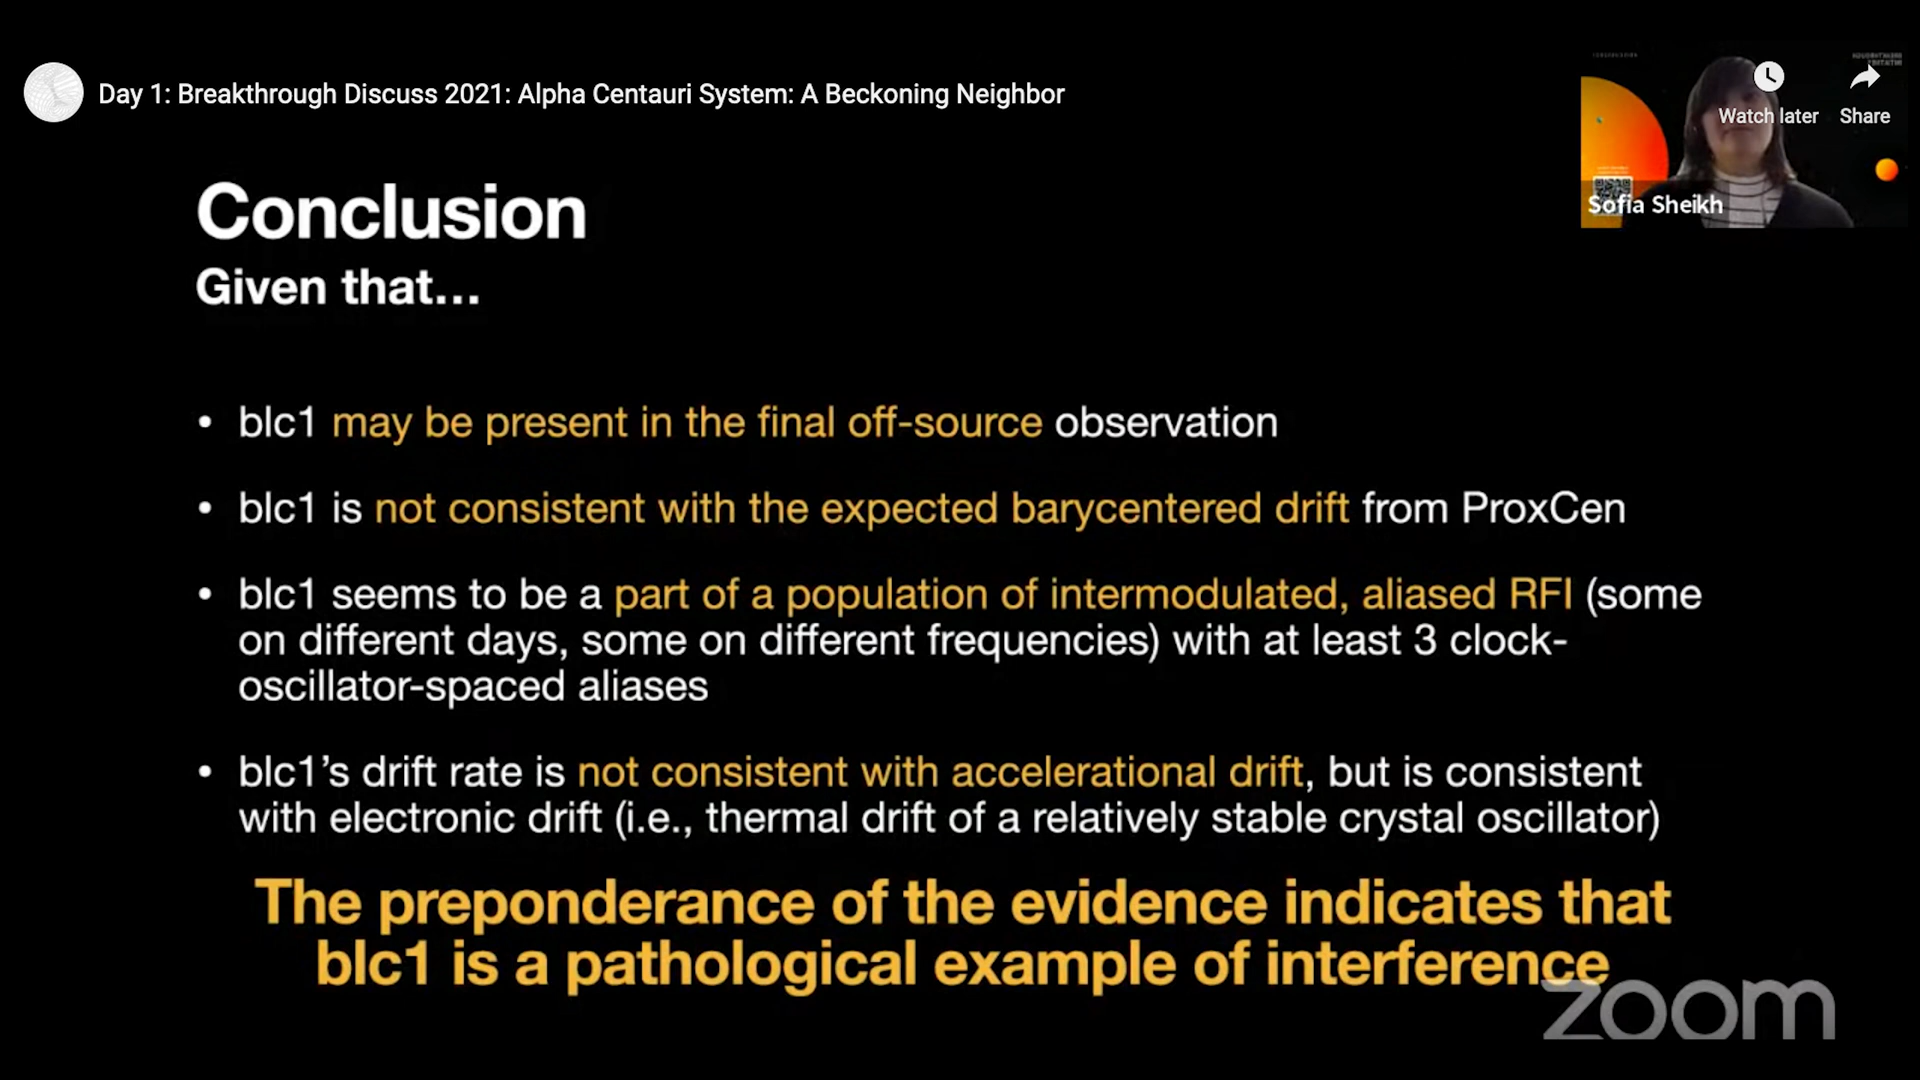 Day 1: Breakthrough Discuss 2021: Alpha Centauri System: A Beckoning Neighbor
Watch later
Share
Sofia Sheikh
Conclusion
Given that...
• blc1 may be present in the final off-source observation
• blc1 is not consistent with the expected barycentered drift from ProxCen
• blc1 seems to be a part of a population of intermodulated, aliased RFI (some
on different days, some on different frequencies) with at least 3 clock-
oscillator-spaced aliases
• blc1’s drift rate is not consistent with accelerational drift, but is consistent
with electronic drift (i.e., thermal drift of a relatively stable crystal oscillator)
The preponderance of the evidence indicates that
blc1 is a pathological example of interference
zoom